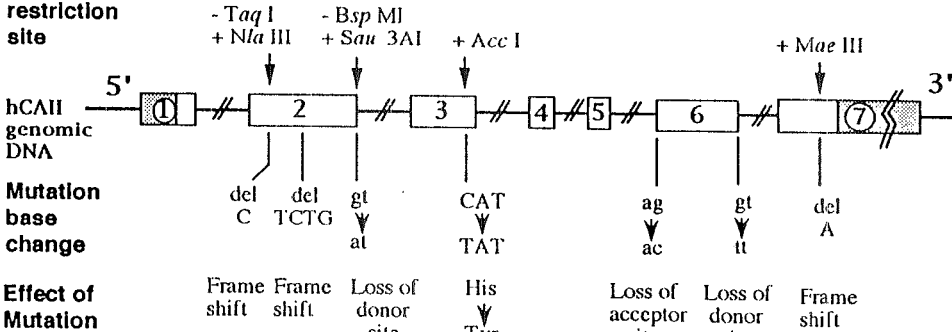 restriction
site
- Taq I
+ Nla III
- Bsp MI
+ Sau 3AI
+ Acc I
+ Mae III
5'
3'
hCAII
genomic
DNA
1
2
3
4
5
6
7
Mutation
base
change
del
C
del
TCTG
gt
at
CAT
TAT
ag
ac
gt
tt
del
A
Effect of
Mutation
Frame
shift
Frame
shift
Loss of
donor
site
His
Tyr
Loss of
acceptor
Loss of
donor
Frame
shift